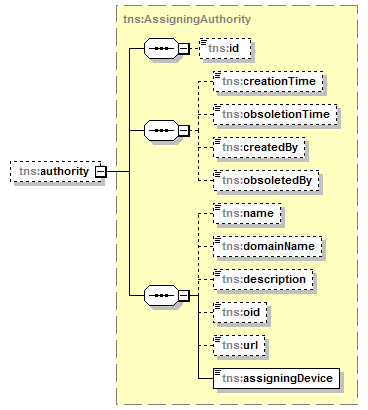 tns:AssigningAuthority
tns:id
tns:creationTime
tns:obsoletionTime
tns:createdBy
tns:obsoletedBy
tns:authority
tns:name
tns:domainName
tns:description
tns:oid
tns:url
tns:assigningDevice